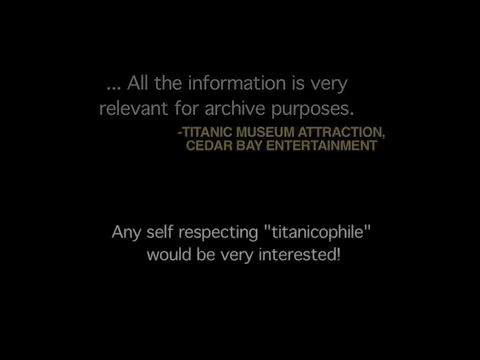 ... All the information is very
relevant for archive purposes.
-TITANIC MUSEUM ATTRACTION,
CEDAR BAY ENTERTAINMENT
Any self respecting "titanicophile"
would be very interested!